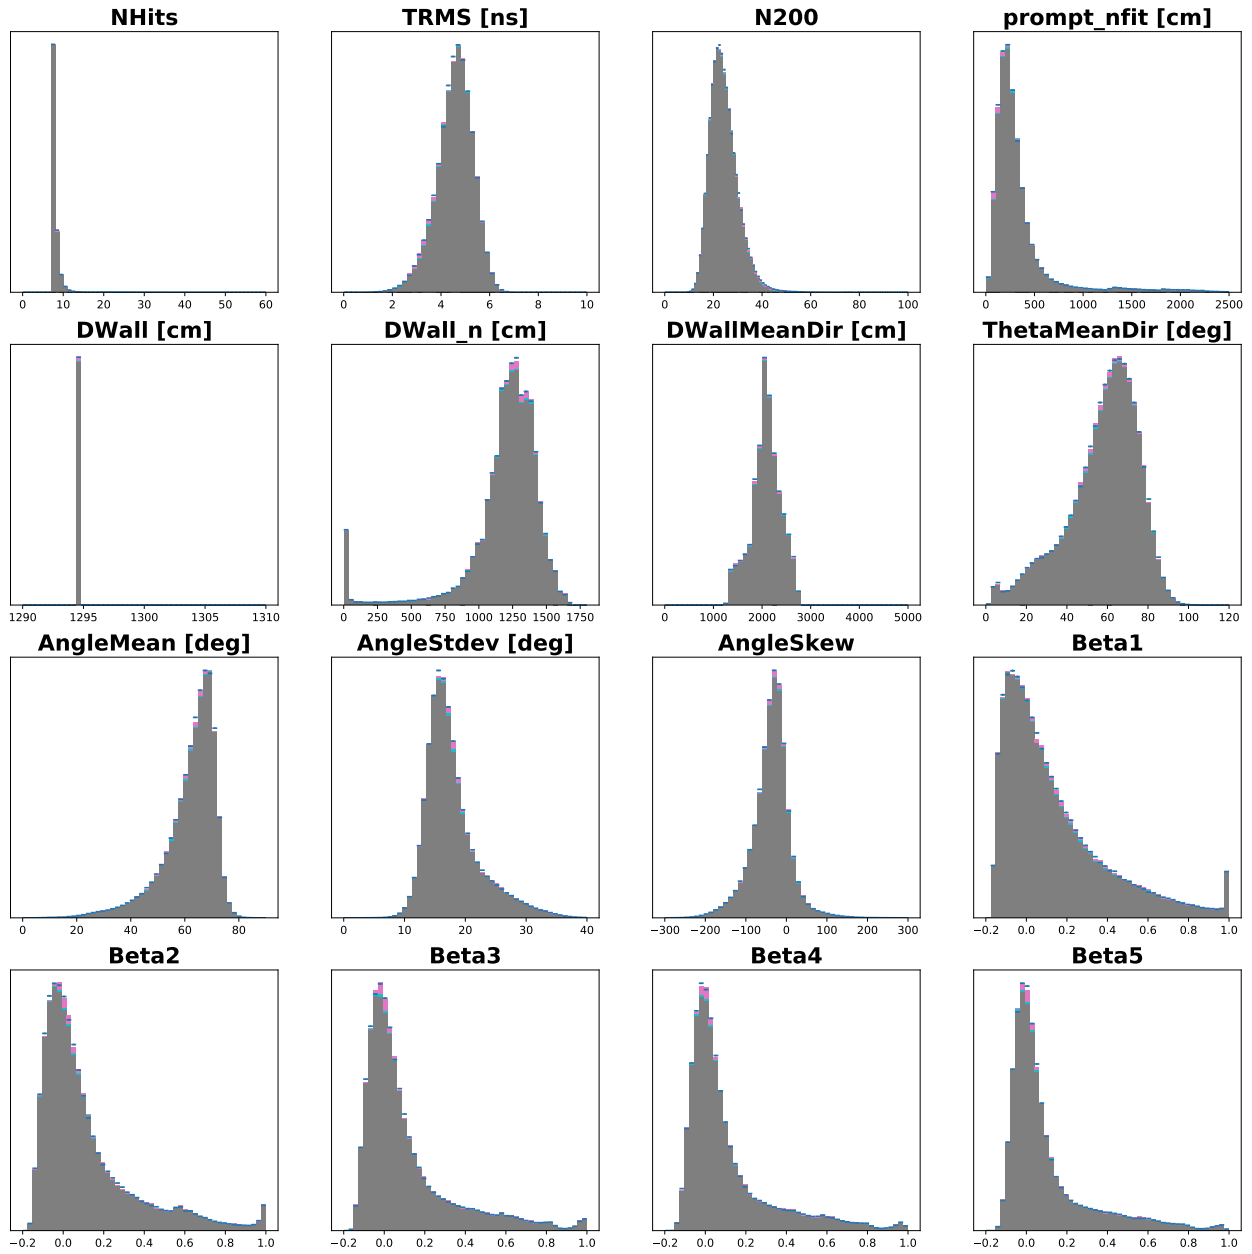 NHits TRMS [ns] N200 prompt_nfit [cm]
0 10 20 30 40 50 60 0 2 4 6 8 10 0 20 40 60 80 100 0 500 1000 1500 2000 2500
DWall [cm] DWall_n [cm] DWallMeanDir [cm] ThetaMeanDir [deg]
1290 1295 1300 1305 1310 0 250 500 750 1000 1250 1500 1750 0 1000 2000 3000 4000 5000 0 20 40 60 80 100 120
AngleMean [deg] AngleStdev [deg] AngleSkew Beta1
0 20 40 60 80 0 10 20 30 40 −300 −200 −100 0 100 200 300 −0.2 0.0 0.2 0.4 0.6 0.8 1.0
Beta2 Beta3 Beta4 Beta5
−0.2 0.0 0.2 0.4 0.6 0.8 1.0 −0.2 0.0 0.2 0.4 0.6 0.8 1.0 −0.2 0.0 0.2 0.4 0.6 0.8 1.0 −0.2 0.0 0.2 0.4 0.6 0.8 1.0